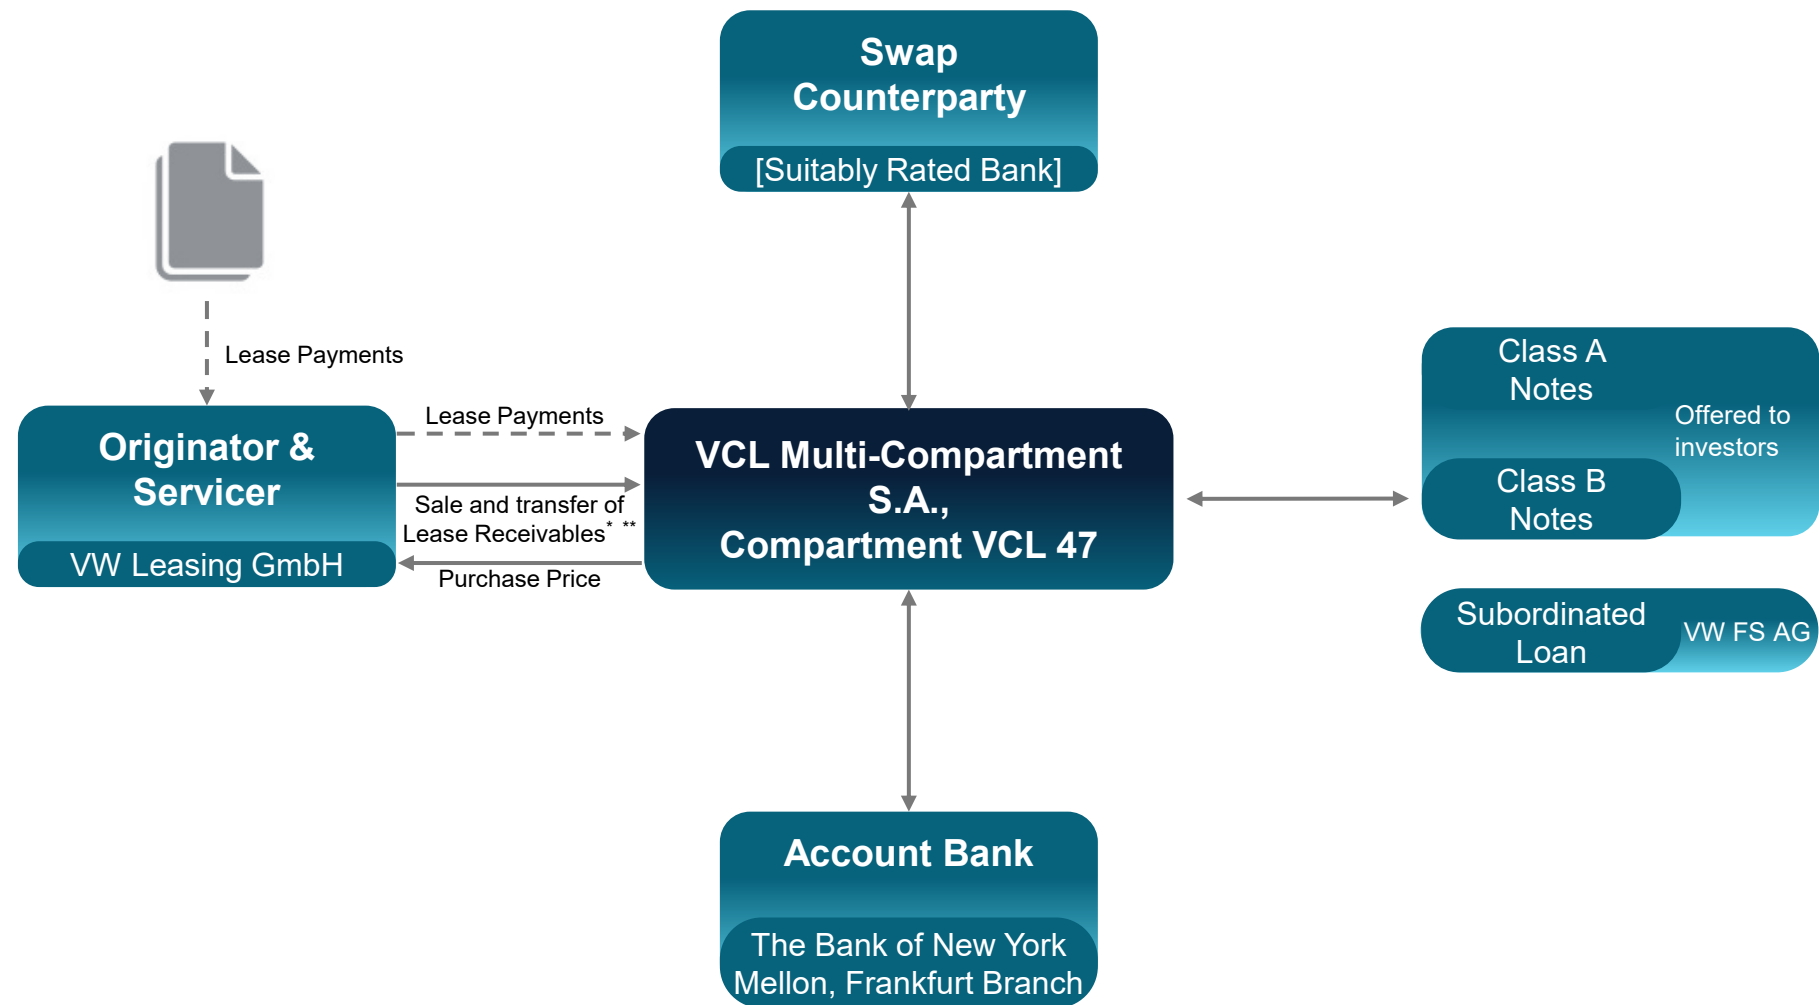 Swap
Counterparty
[Suitably Rated Bank]
Lease Payments
Originator &
Servicer
VW Leasing GmbH
Lease Payments
Sale and transfer of
Lease Receivables* **
Purchase Price
VCL Multi-Compartment
S.A.,
Compartment VCL 47
Class A
Notes
Offered to
investors
Class B
Notes
Subordinated
Loan
VW FS AG
Account Bank
The Bank of New York
Mellon, Frankfurt Branch